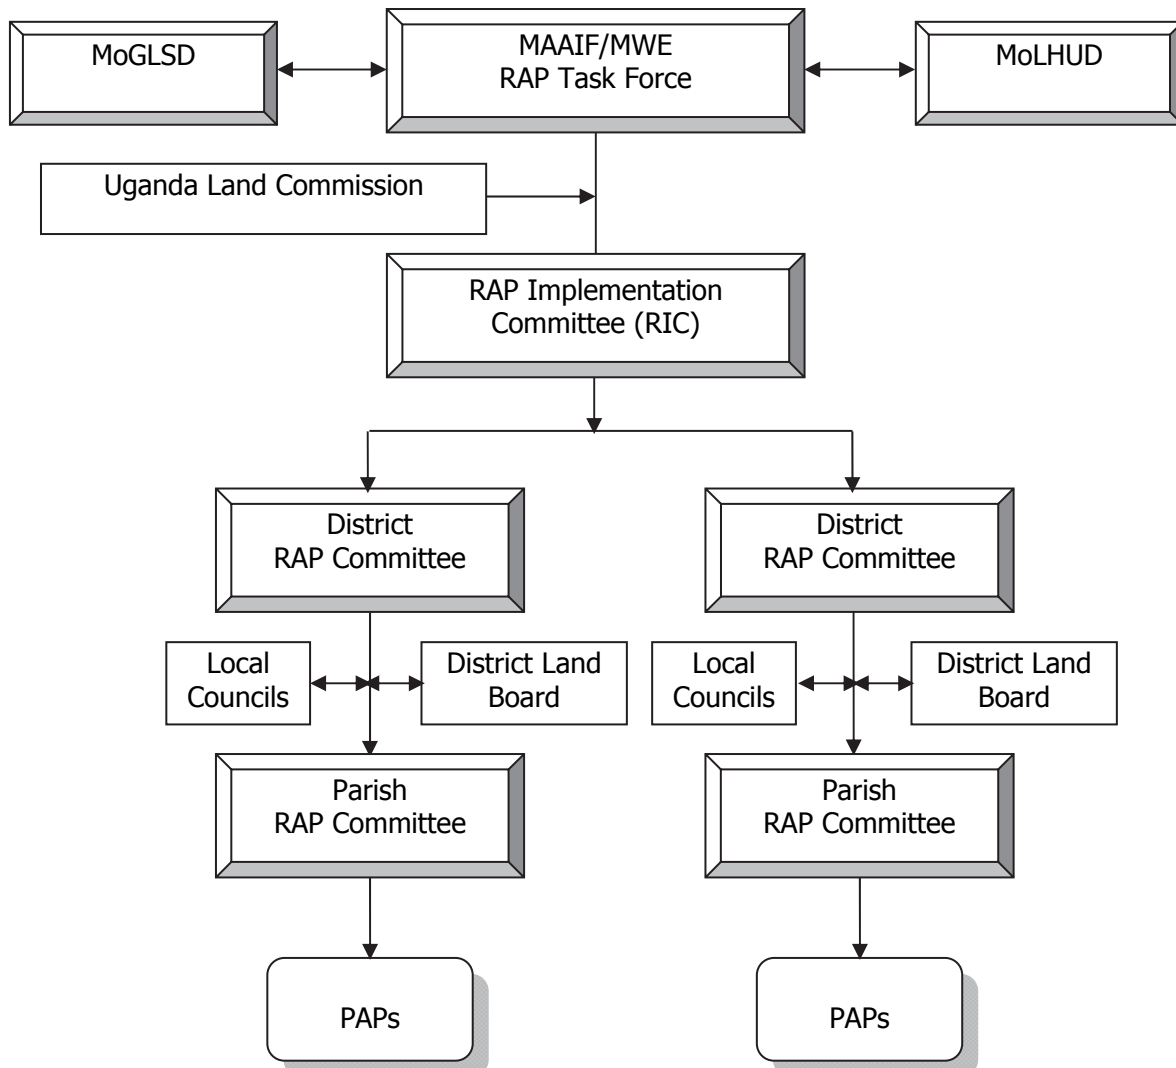 MoGLSD
MAAIF/MWE
RAP Task Force
MoLHUD
Uganda Land Commission
RAP Implementation
Committee (RIC)
District
RAP Committee
District
RAP Committee
Local
Councils
District Land
Board
Local
Councils
District Land
Board
Parish
RAP Committee
Parish
RAP Committee
PAPs
PAPs